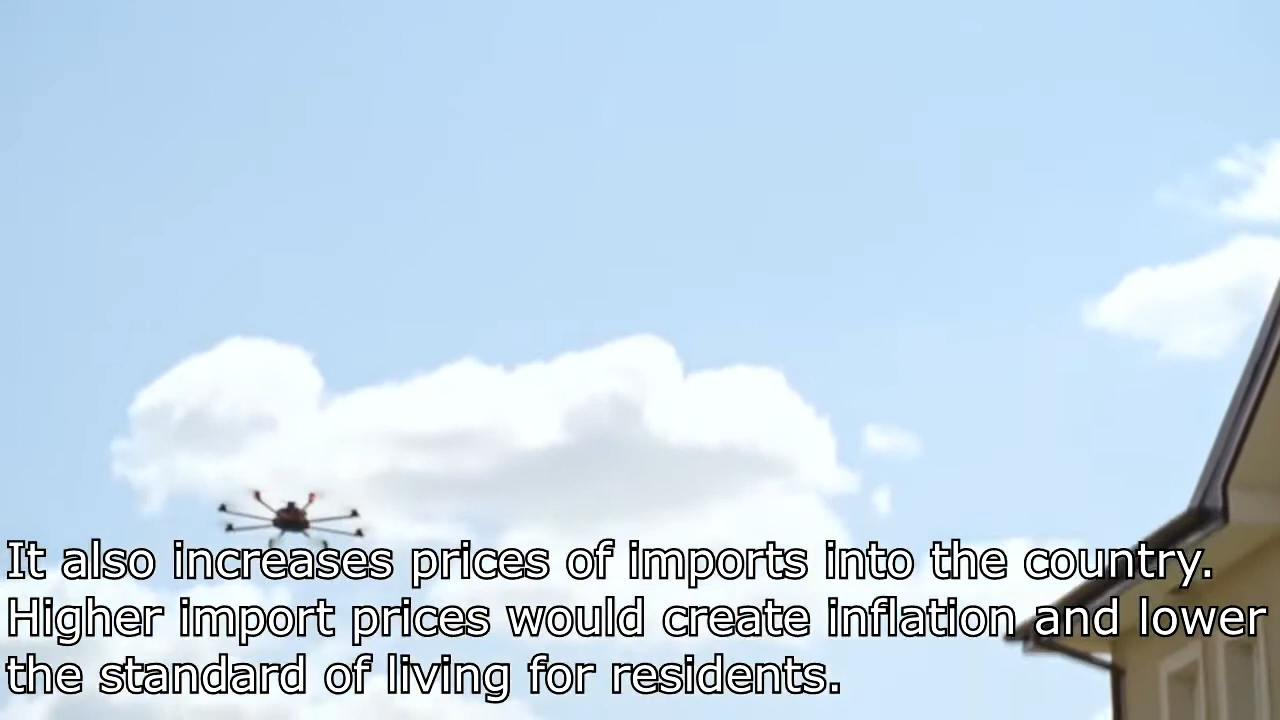 It also increases prices of imports into the country.
Higher import prices would create inflation and lower
the standard of living for residents.